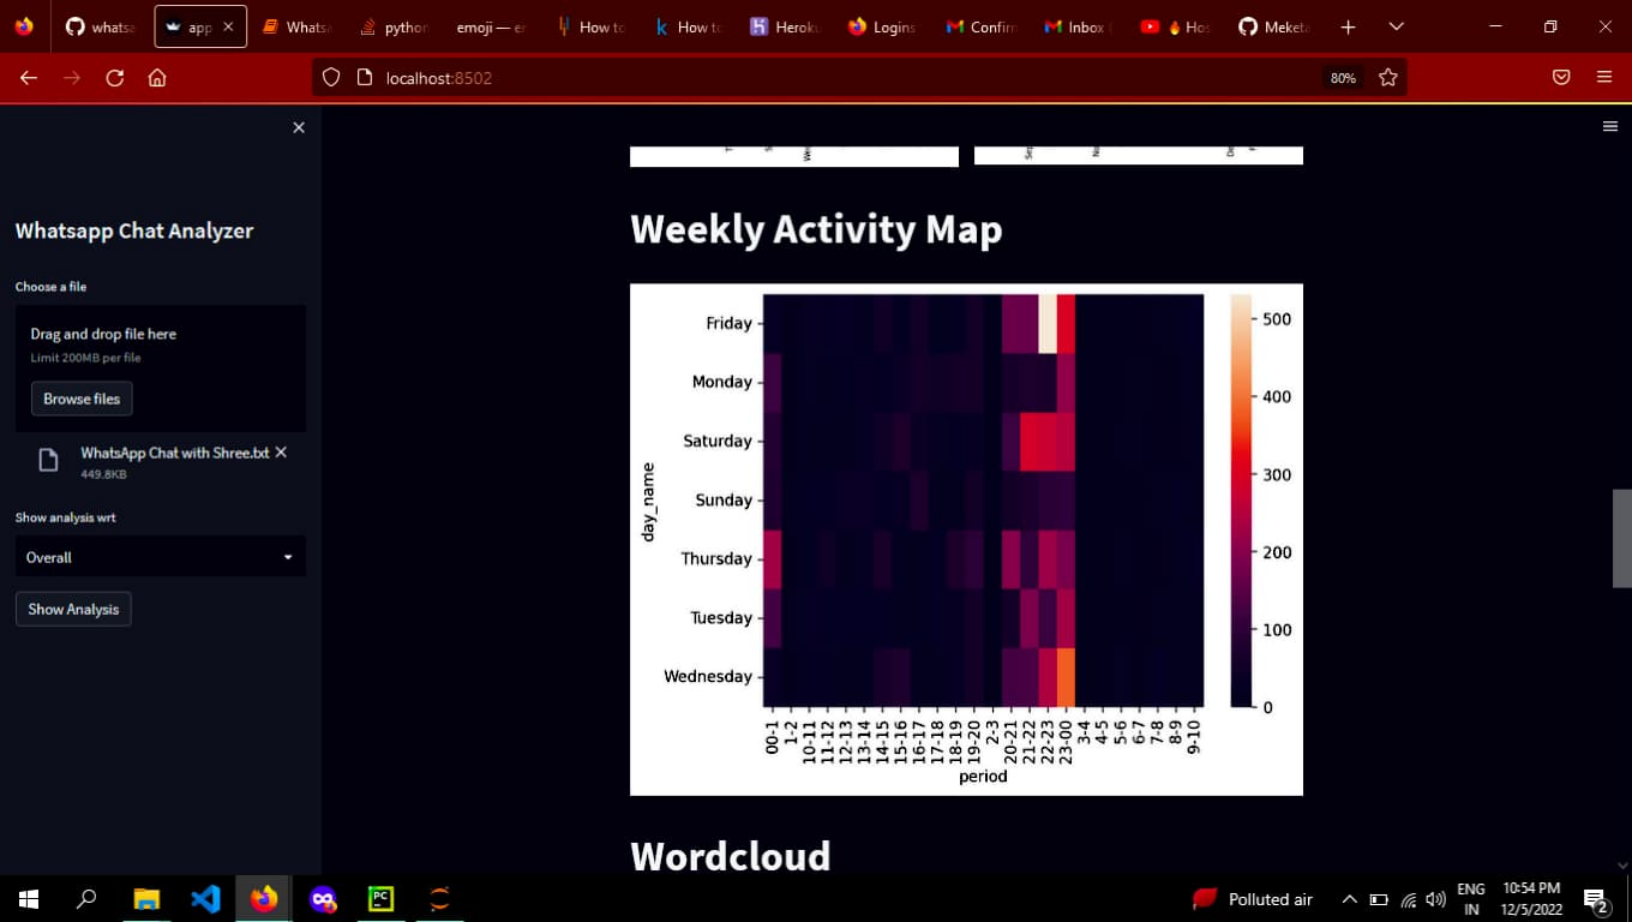 whatsa
app
Whats
python
emoji — e
How to
How to
Heroku
Logins
Confirm
Inbox
Hos
Meketa
localhost:8502
80%
Whatsapp Chat Analyzer
Choose a file
Drag and drop file here
Limit 200MB per file
Browse files
WhatsApp Chat with Shree.txt
449.8KB
Show analysis wrt
Overall
Show Analysis
Weekly Activity Map
day_name
Friday
Monday
Saturday
Sunday
Thursday
Tuesday
Wednesday
00-1
1-2
10-11
11-12
12-13
13-14
14-15
15-16
16-17
17-18
18-19
19-20
2-3
20-21
21-22
22-23
23-00
3-4
4-5
5-6
6-7
7-8
8-9
9-10
period
500
400
300
200
100
0
Wordcloud
PC
Polluted air
ENG
IN
10:54 PM
12/5/2022
2